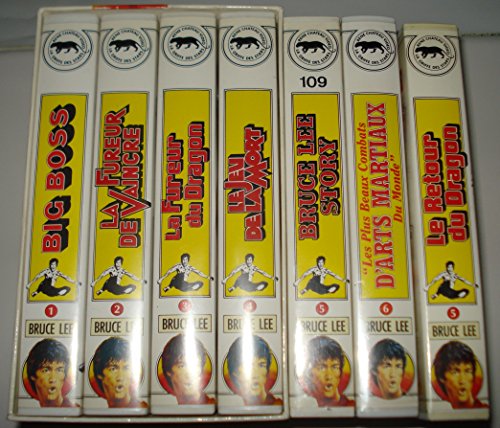 BIG BOSS
1
BRUCE LEE
LA FUREUR
DE VAINCRE
2
BRUCE LEE
La Fureur
du Dragon
3
BRUCE LEE
LE JEU
DE LA MORT
4
BRUCE LEE
109
BRUCE LEE
STORY
5
BRUCE LEE
"Les Plus Beaux Combats
D'ARTS MARTIAUX
Du Monde"
6
BRUCE LEE
Le Retour
du Dragon
5
BRUCE LEE